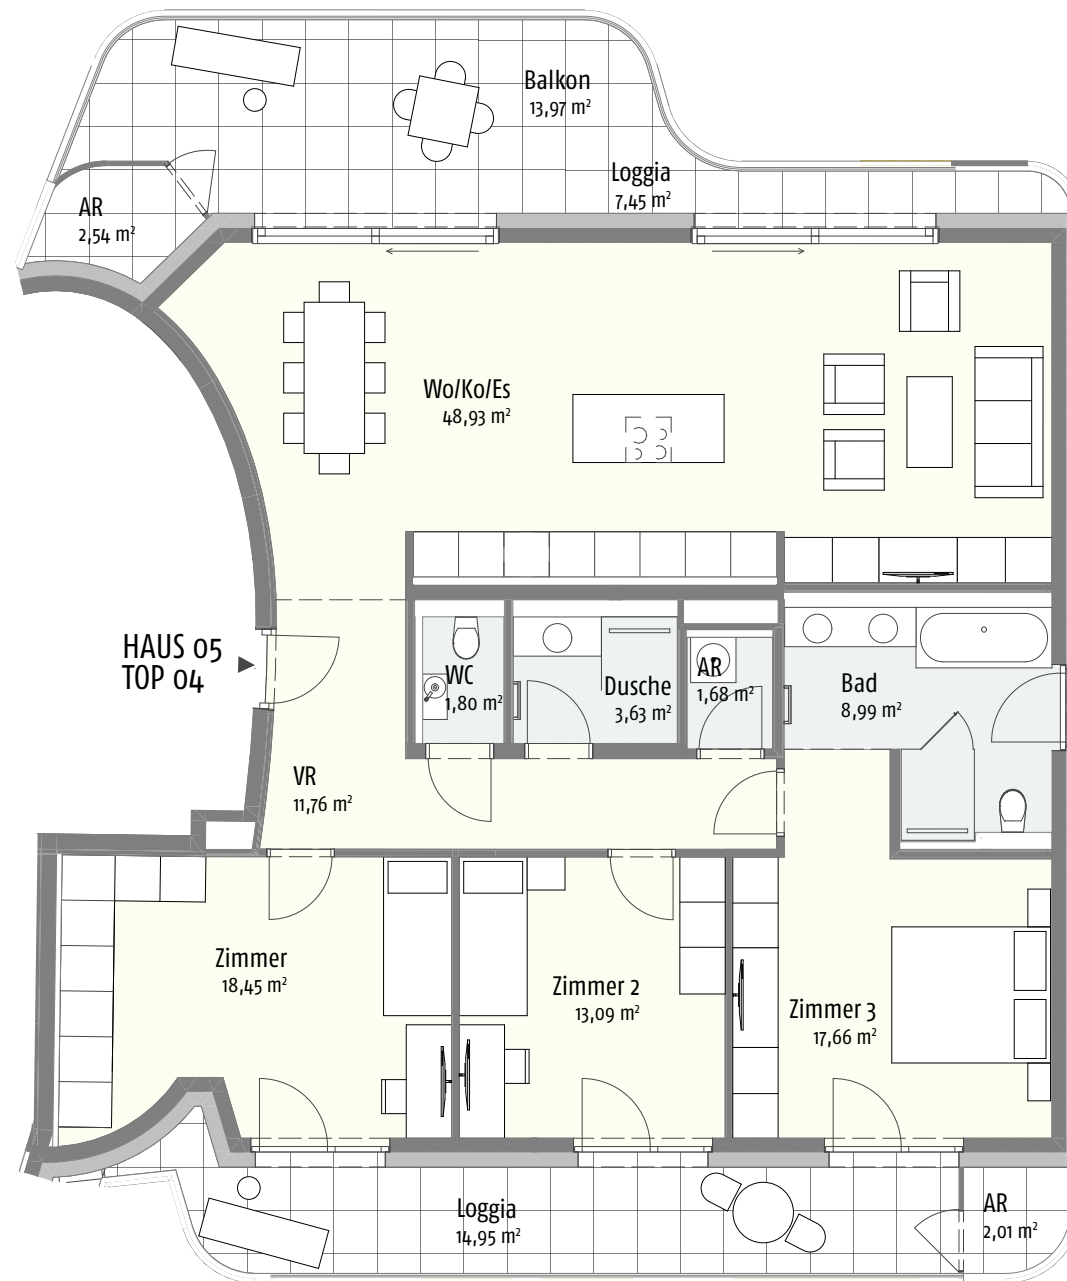 Balkon
13,97 m²
Loggia
7,45 m²
AR
2,54 m²
Wo/Ko/Es
48,93 m²
HAUS 05
TOP 04
WC
1,80 m²
Dusche
3,63 m²
AR
1,68 m²
Bad
8,99 m²
VR
11,76 m²
Zimmer
18,45 m²
Zimmer 2
13,09 m²
Zimmer 3
17,66 m²
Loggia
14,95 m²
AR
2,01 m²